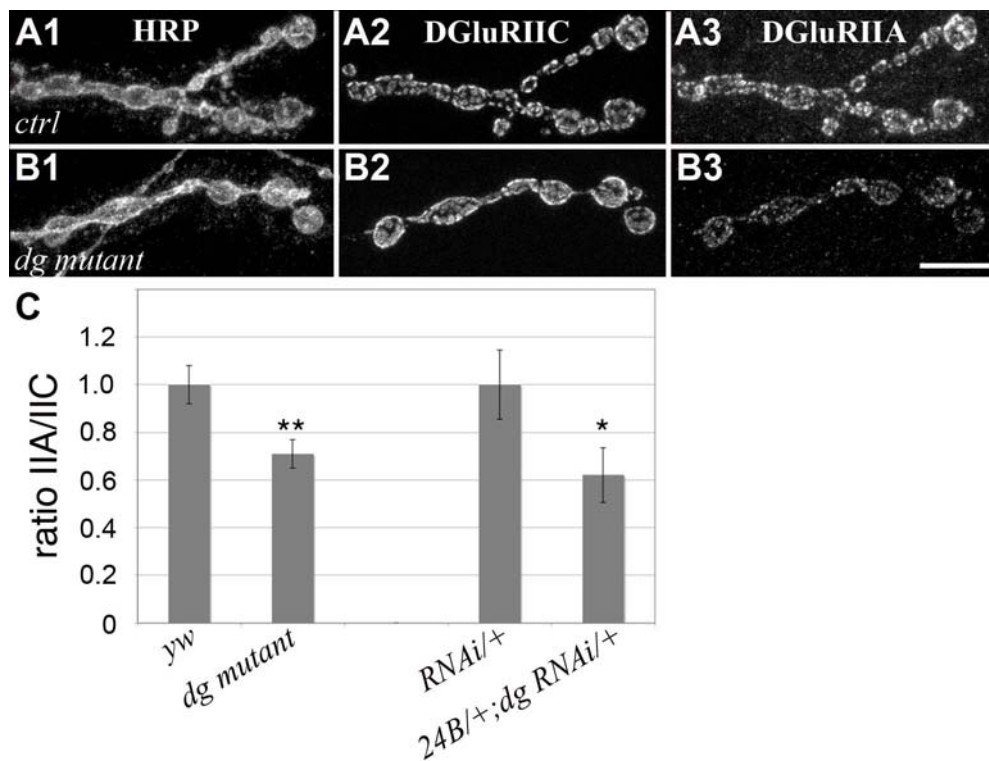 A1 HRP
ctrl
A2 DGluRIIC
A3 DGluRIIA
B1
dg mutant
B2
B3
C
ratio IIA/IIC
1.2
1.0
0.8
0.6
0.4
0.2
0
**
*
yw
dg mutant
RNAi/+
24B/+;dg RNAi/+